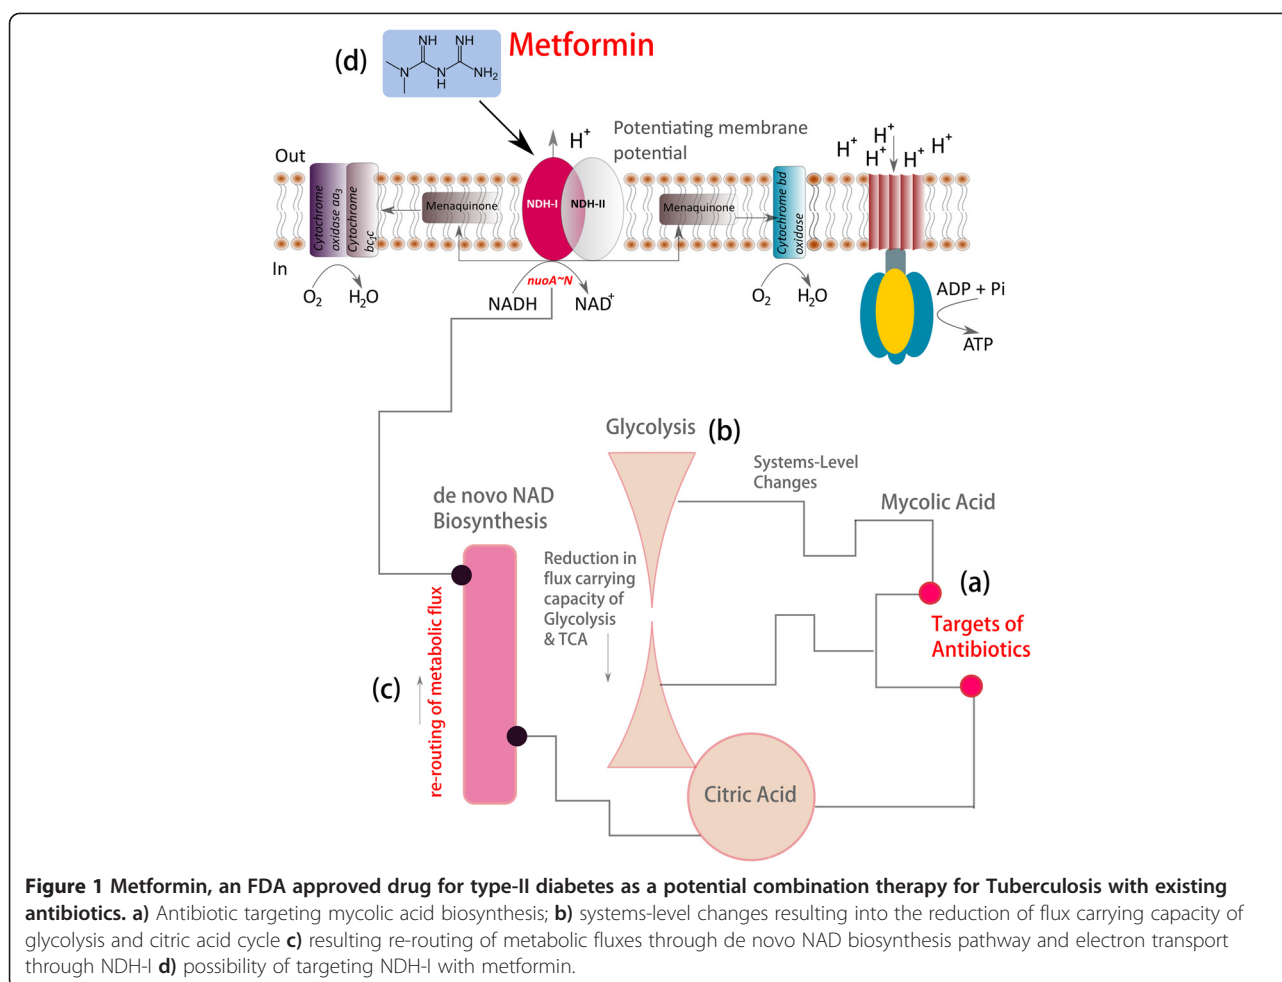 (d)
Metformin
NH NH
N N NH2
H
H+
Potentiating membrane
potential
H+
H+ H+
H+ H+
Out
Cytochrome
oxidase aa3
Cytochrome
bc1c
Menaquinone
NDH-I
NDH-II
Menaquinone
Cytochrome bd
oxidase
In
O2 H2O
nuoA~N
NADH NAD+
O2 H2O
ADP + Pi
ATP
Glycolysis (b)
Systems-Level
Changes
Mycolic Acid
de novo NAD
Biosynthesis
Reduction in
flux carrying
capacity of
Glycolysis
& TCA
(a)
Targets of
Antibiotics
(c)
re-routing of metabolic flux
Citric Acid
Figure 1 Metformin, an FDA approved drug for type-II diabetes as a potential combination therapy for Tuberculosis with existing
antibiotics. a) Antibiotic targeting mycolic acid biosynthesis; b) systems-level changes resulting into the reduction of flux carrying capacity of
glycolysis and citric acid cycle c) resulting re-routing of metabolic fluxes through de novo NAD biosynthesis pathway and electron transport
through NDH-I d) possibility of targeting NDH-I with metformin.